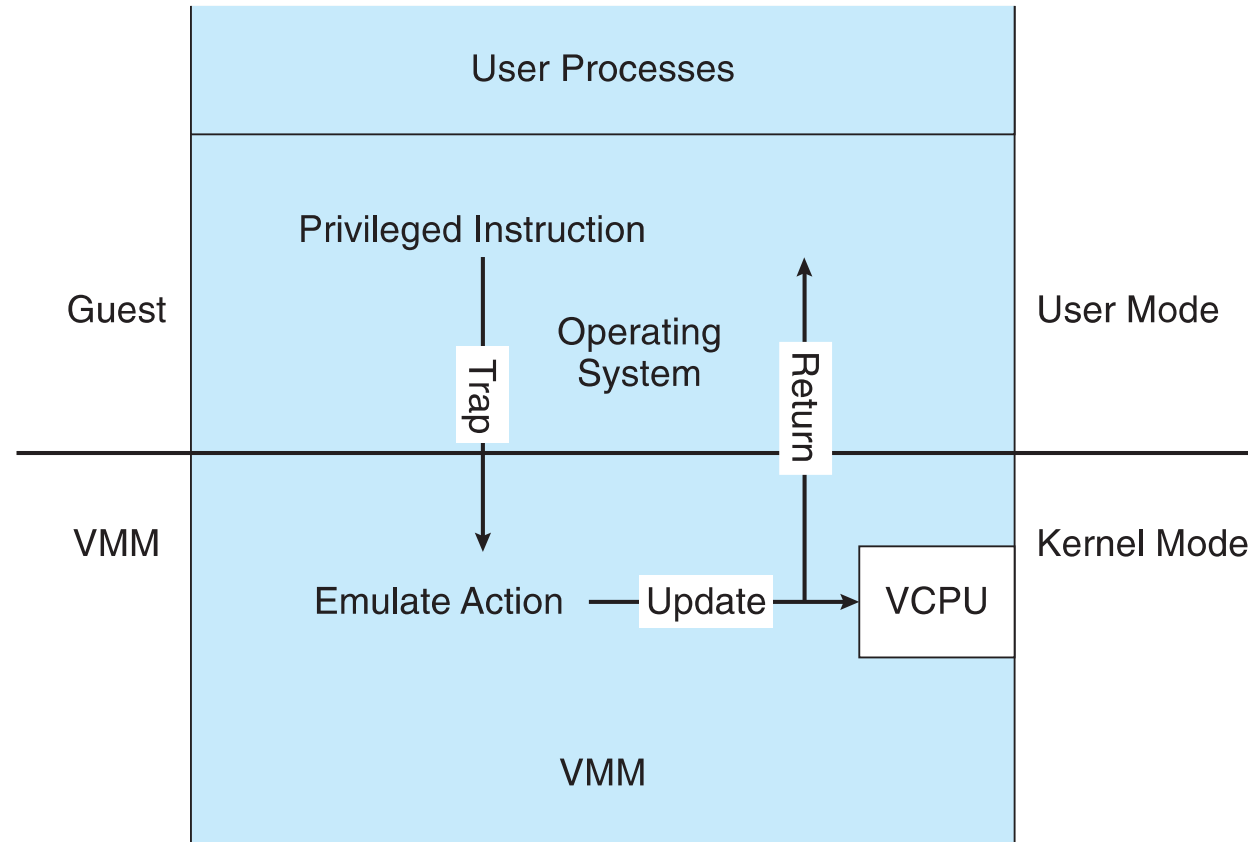 User Processes
Privileged Instruction
Guest
User Mode
Operating
System
Trap
Return
VMM
Kernel Mode
Emulate Action
Update
VCPU
VMM